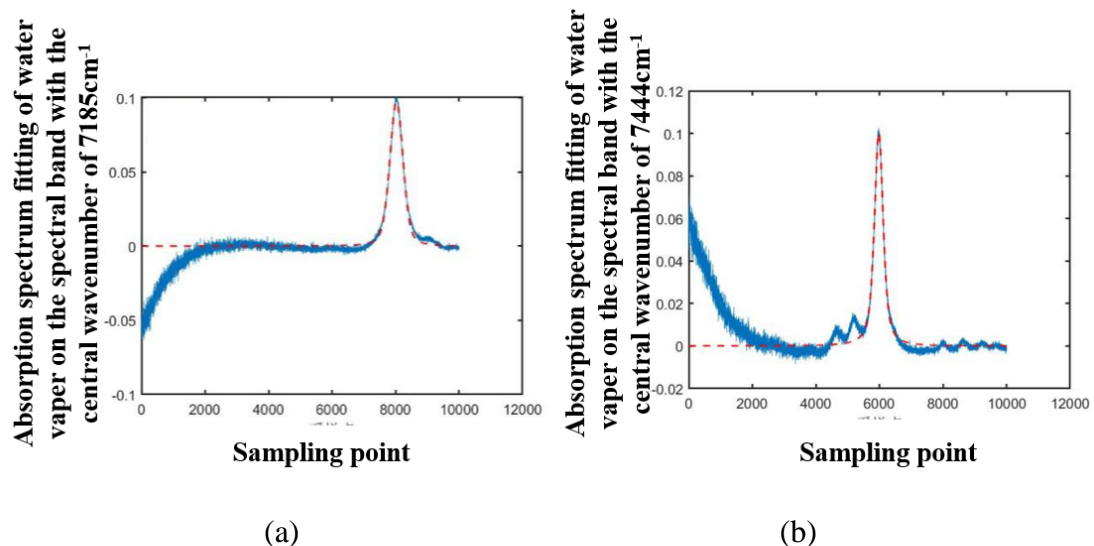 Absorption spectrum fitting of water
vaper on the spectral band with the
central wavenumber of 7185cm-1
0.1
0.05
0
-0.05
-0.1
0 2000 4000 6000 8000 10000 12000
Sampling point
(a)
Absorption spectrum fitting of water
vaper on the spectral band with the
central wavenumber of 7444cm-1
0.12
0.1
0.08
0.06
0.04
0.02
0
-0.02
0 2000 4000 6000 8000 10000 12000
Sampling point
(b)